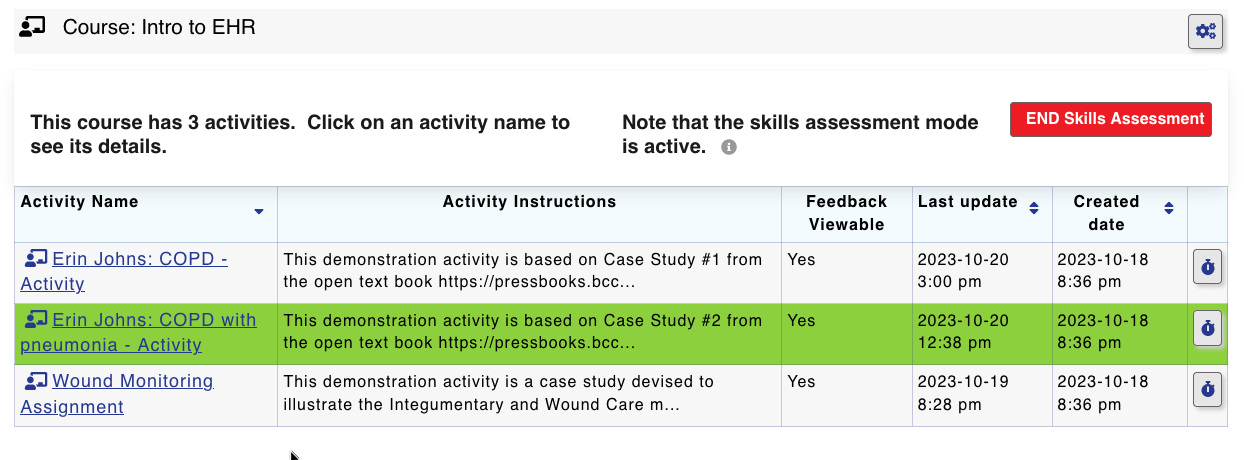 Course: Intro to EHR
This course has 3 activities.  Click on an activity name to
see its details.
Note that the skills assessment mode
is active.
END Skills Assessment
Activity Name
Activity Instructions
Feedback
Viewable
Last update
Created
date
Erin Johns: COPD -
Activity
This demonstration activity is based on Case Study #1 from
the open text book https://pressbooks.bcc...
Yes
2023-10-20
3:00 pm
2023-10-18
8:36 pm
Erin Johns: COPD with
pneumonia - Activity
This demonstration activity is based on Case Study #2 from
the open text book https://pressbooks.bcc...
Yes
2023-10-20
12:38 pm
2023-10-18
8:36 pm
Wound Monitoring
Assignment
This demonstration activity is a case study devised to
illustrate the Integumentary and Wound Care m...
Yes
2023-10-19
8:28 pm
2023-10-18
8:36 pm